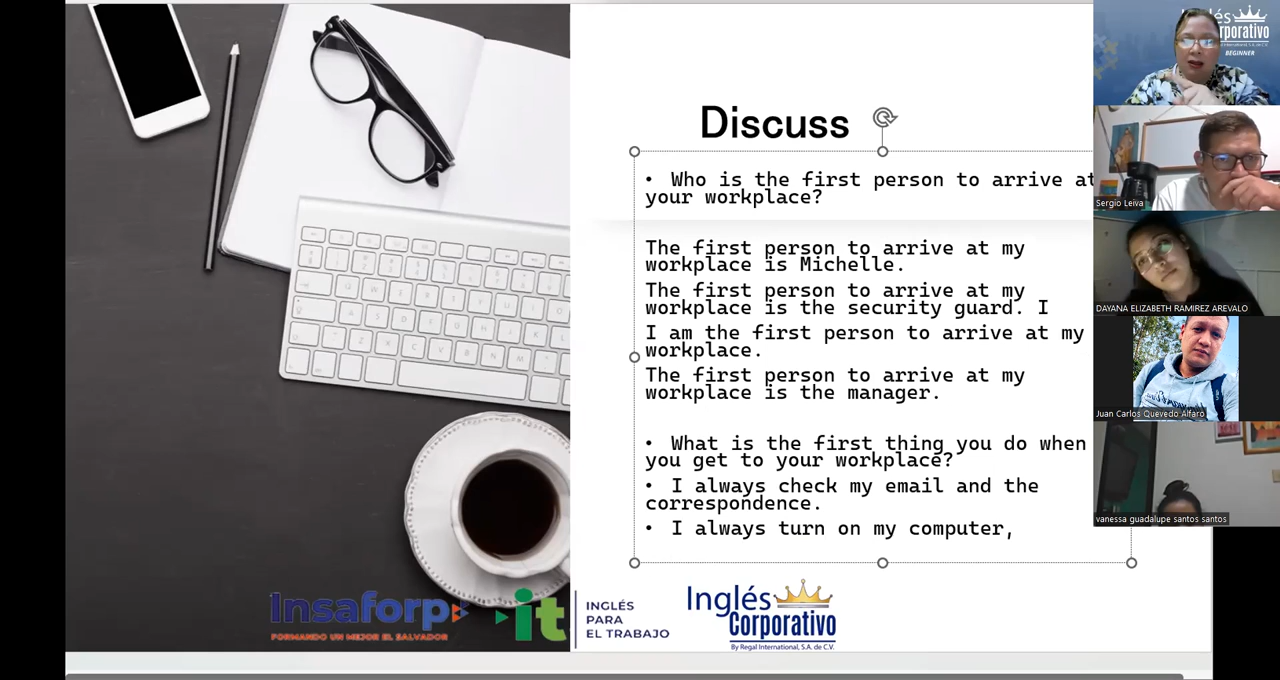 Discuss
• Who is the first person to arrive at
your workplace?
The first person to arrive at my
workplace is Michelle.
The first person to arrive at my
workplace is the security guard. I
I am the first person to arrive at my
workplace.
The first person to arrive at my
workplace is the manager.
• What is the first thing you do when
you get to your workplace?
• I always check my email and the
correspondence.
• I always turn on my computer,
Insaforp
FORMANDO UN MEJOR EL SALVADOR
it
INGLÉS
PARA
EL TRABAJO
Inglés
Corporativo
By Regal International, S.A. de C.V.
BEGINNER
Sergio Leiva
DAYANA ELIZABETH RAMIREZ AREVALO
Juan Carlos Quevedo Alfaro
vanessa guadalupe santos santos